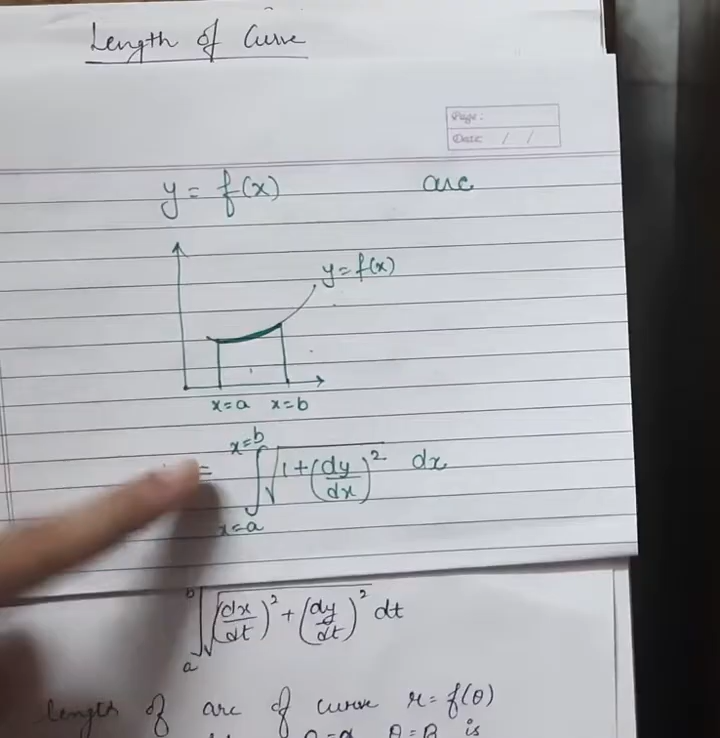 Length of Curve
Page:
Date: / /
y = f(x) arc
y = f(x)
x=a x=b
= ∫_{x=a}^{x=b} √(1+(dy/dx)²) dx
∫_a^b √((dx/dt)²+(dy/dt)²) dt
length of arc of curve r = f(θ)
θ=β is